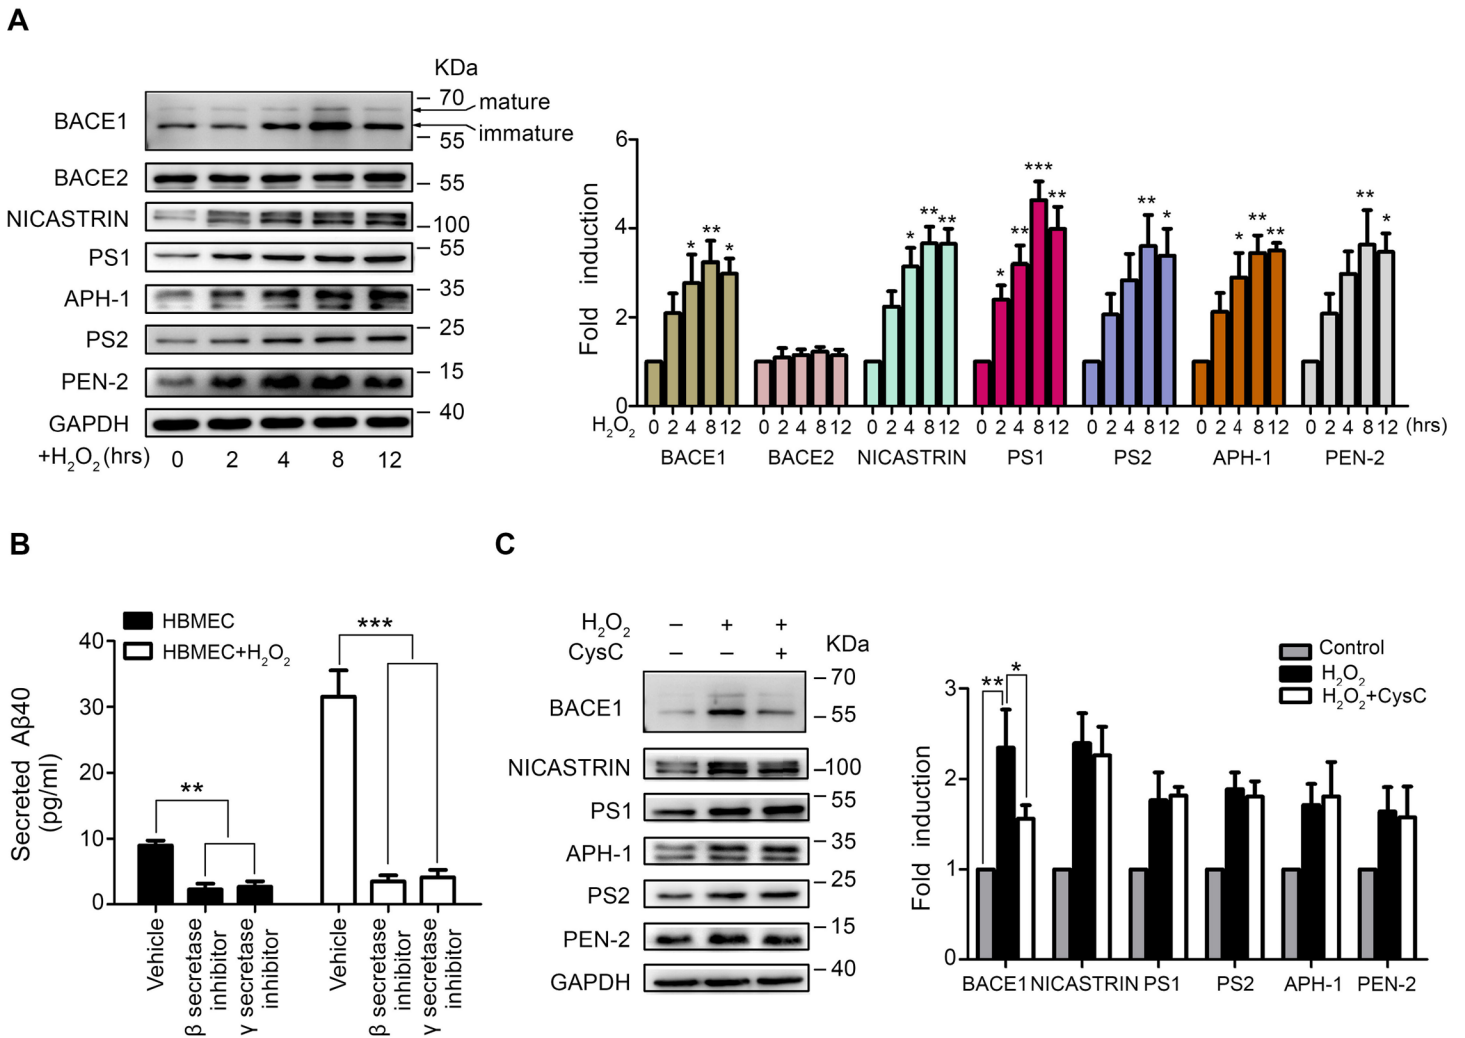 A
KDa
BACE1
70
mature
immature
55
BACE2
55
NICASTRIN
100
PS1
55
APH-1
35
PS2
25
PEN-2
15
GAPDH
40
+H₂O₂(hrs) 0 2 4 8 12
Fold induction
6
4
2
0
* ** *
* ** **
* ** *** **
** *
* ** **
** *
H₂O₂ 0 2 4 8 12 0 2 4 8 12 0 2 4 8 12 0 2 4 8 12 0 2 4 8 12 0 2 4 8 12 0 2 4 8 12 (hrs)
BACE1 BACE2 NICASTRIN PS1 PS2 APH-1 PEN-2
B
HBMEC
HBMEC+H₂O₂
Secreted Aβ40
(pg/ml)
40
30
20
10
0
**
***
Vehicle
β secretase
inhibitor
γ secretase
inhibitor
Vehicle
β secretase
inhibitor
γ secretase
inhibitor
C
H₂O₂ – + +
CysC – – +
KDa
BACE1
70
55
NICASTRIN
100
PS1
55
APH-1
35
PS2
25
PEN-2
15
GAPDH
40
Control
H₂O₂
H₂O₂+CysC
Fold induction
3
2
1
0
** *
BACE1 NICASTRIN PS1 PS2 APH-1 PEN-2